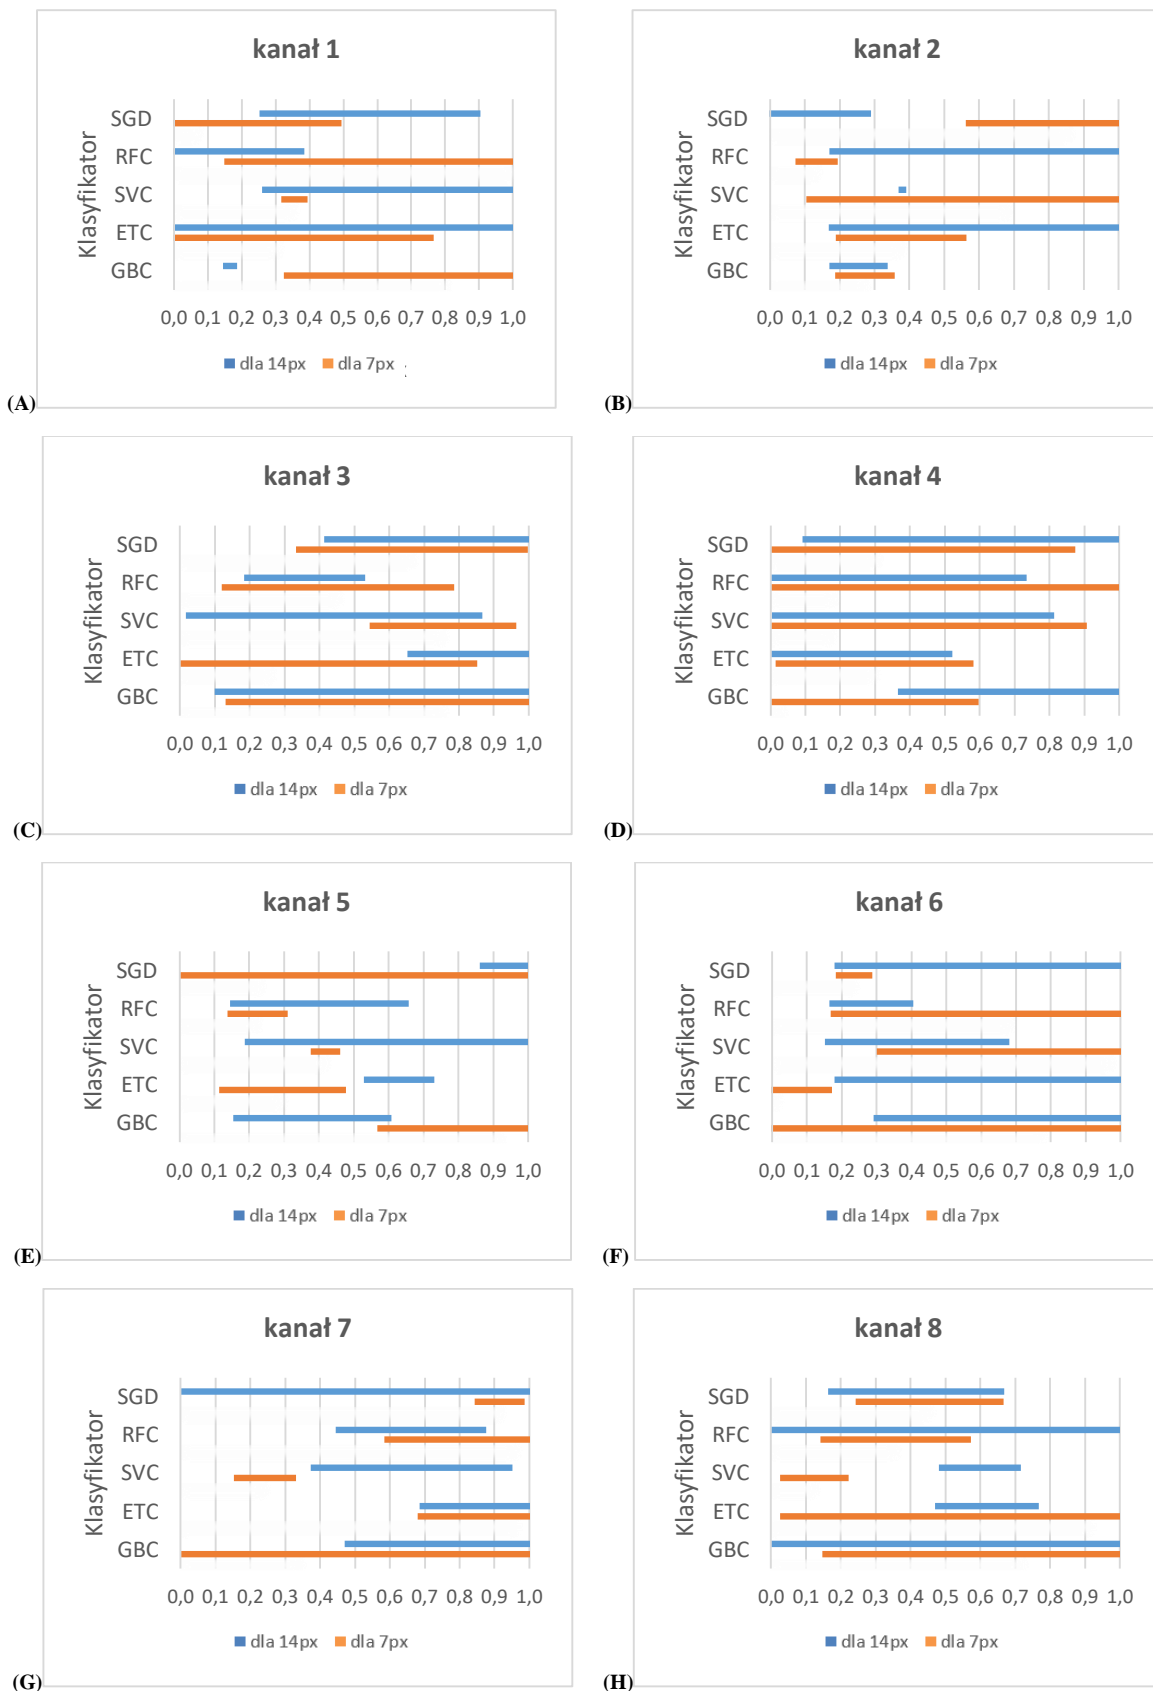 kanał 1
Klasyfikator
SGD
RFC
SVC
ETC
GBC
0,0 0,1 0,2 0,3 0,4 0,5 0,6 0,7 0,8 0,9 1,0
dla 14px dla 7px
(A)
kanał 2
Klasyfikator
SGD
RFC
SVC
ETC
GBC
0,0 0,1 0,2 0,3 0,4 0,5 0,6 0,7 0,8 0,9 1,0
dla 14px dla 7px
(B)
kanał 3
Klasyfikator
SGD
RFC
SVC
ETC
GBC
0,0 0,1 0,2 0,3 0,4 0,5 0,6 0,7 0,8 0,9 1,0
dla 14px dla 7px
(C)
kanał 4
Klasyfikator
SGD
RFC
SVC
ETC
GBC
0,0 0,1 0,2 0,3 0,4 0,5 0,6 0,7 0,8 0,9 1,0
dla 14px dla 7px
(D)
kanał 5
Klasyfikator
SGD
RFC
SVC
ETC
GBC
0,0 0,1 0,2 0,3 0,4 0,5 0,6 0,7 0,8 0,9 1,0
dla 14px dla 7px
(E)
kanał 6
Klasyfikator
SGD
RFC
SVC
ETC
GBC
0,0 0,1 0,2 0,3 0,4 0,5 0,6 0,7 0,8 0,9 1,0
dla 14px dla 7px
(F)
kanał 7
Klasyfikator
SGD
RFC
SVC
ETC
GBC
0,0 0,1 0,2 0,3 0,4 0,5 0,6 0,7 0,8 0,9 1,0
dla 14px dla 7px
(G)
kanał 8
Klasyfikator
SGD
RFC
SVC
ETC
GBC
0,0 0,1 0,2 0,3 0,4 0,5 0,6 0,7 0,8 0,9 1,0
dla 14px dla 7px
(H)